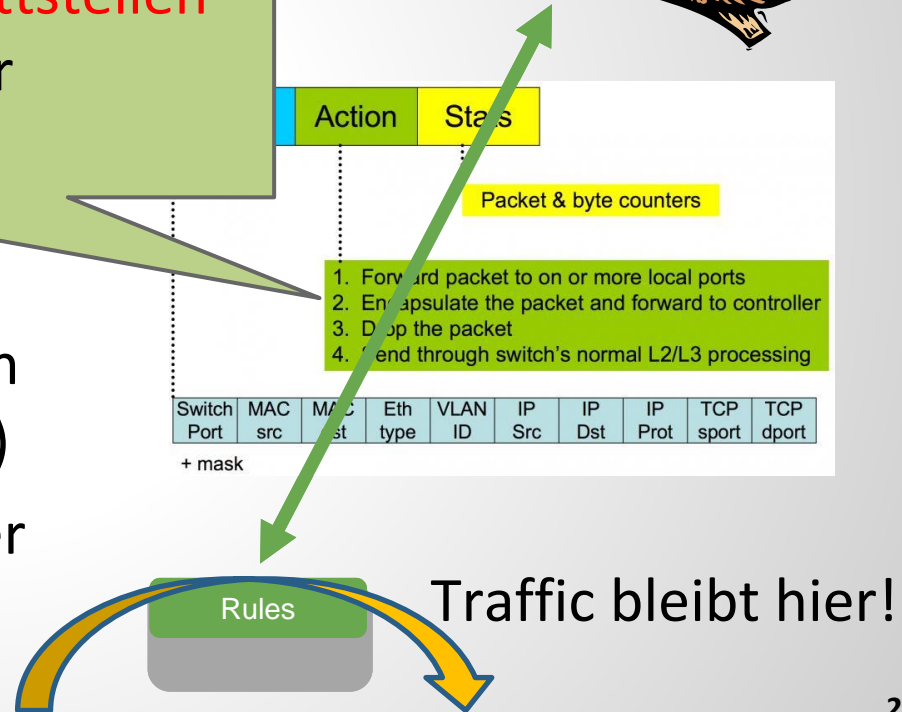 r
Action Stats
Packet & byte counters
1. Forward packet to on or more local ports
2. Encapsulate the packet and forward to controller
3. Drop the packet
4. Send through switch's normal L2/L3 processing
Switch Port MAC src MAC dst Eth type VLAN ID IP Src IP Dst IP Prot TCP sport TCP dport
+ mask
n
)
er
Rules
Traffic bleibt hier!
2